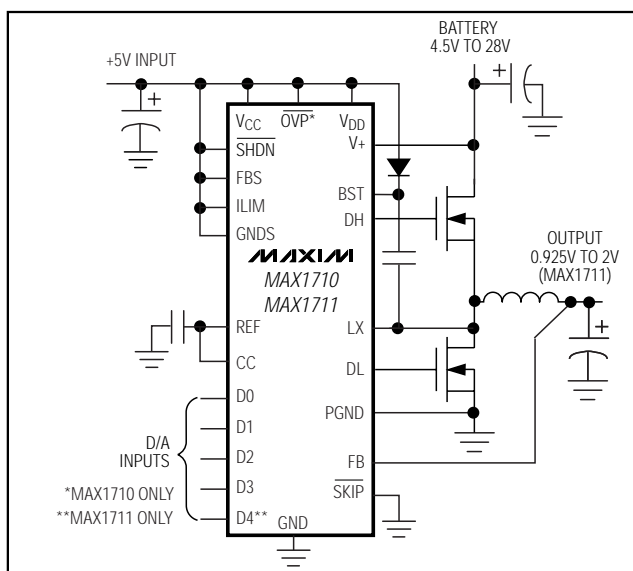 BATTERY
4.5V TO 28V
+5V INPUT
+
+
VCC
OVP*
VDD
V+
SHDN
FBS
BST
ILIM
DH
GNDS
OUTPUT
0.925V TO 2V
(MAX1711)
MAXIM
MAX1710
MAX1711
REF
LX
+
CC
DL
D0
PGND
D1
D/A
INPUTS
D2
FB
D3
*MAX1710 ONLY
SKIP
**MAX1711 ONLY
D4**
GND